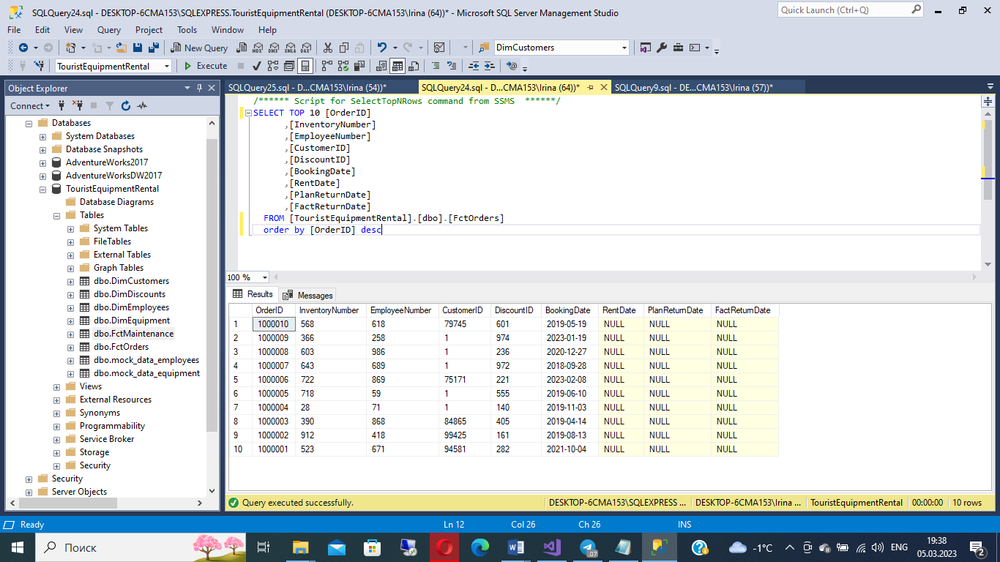 SQLQuery24.sql - DESKTOP-6CMA153\SQLEXPRESS.TouristEquipmentRental (DESKTOP-6CMA153\Irina (64))* - Microsoft SQL Server Management Studio
Quick Launch (Ctrl+Q)
File Edit View Query Project Tools Window Help
New Query MDX DMX XMLA DAX DimCustomers
TouristEquipmentRental Execute
Object Explorer
Connect
Databases
System Databases
Database Snapshots
AdventureWorks2017
AdventureWorksDW2017
TouristEquipmentRental
Database Diagrams
Tables
System Tables
FileTables
External Tables
Graph Tables
dbo.DimCustomers
dbo.DimDiscounts
dbo.DimEmployees
dbo.DimEquipment
dbo.FctMaintenance
dbo.FctOrders
dbo.mock_data_employees
dbo.mock_data_equipment
Views
External Resources
Synonyms
Programmability
Service Broker
Storage
Security
Security
Server Objects
SQLQuery25.sql - D...CMA153\Irina (54))* SQLQuery24.sql - D...CMA153\Irina (64))* SQLQuery9.sql - DE...CMA153\Irina (57))*
/****** Script for SelectTopNRows command from SSMS ******/
SELECT TOP 10 [OrderID]
,[InventoryNumber]
,[EmployeeNumber]
,[CustomerID]
,[DiscountID]
,[BookingDate]
,[RentDate]
,[PlanReturnDate]
,[FactReturnDate]
FROM [TouristEquipmentRental].[dbo].[FctOrders]
order by [OrderID] desc
100 %
Results Messages
OrderID InventoryNumber EmployeeNumber CustomerID DiscountID BookingDate RentDate PlanReturnDate FactReturnDate
1 1000010 568 618 79745 601 2019-05-19 NULL NULL NULL
2 1000009 366 258 1 974 2023-01-19 NULL NULL NULL
3 1000008 603 986 1 236 2020-12-27 NULL NULL NULL
4 1000007 643 689 1 972 2018-09-28 NULL NULL NULL
5 1000006 722 869 75171 221 2023-02-08 NULL NULL NULL
6 1000005 718 59 1 555 2019-06-10 NULL NULL NULL
7 1000004 28 71 1 140 2019-11-03 NULL NULL NULL
8 1000003 390 868 84865 405 2019-04-14 NULL NULL NULL
9 1000002 912 418 99425 161 2019-08-13 NULL NULL NULL
10 1000001 523 671 94581 282 2021-10-04 NULL NULL NULL
Query executed successfully. DESKTOP-6CMA153\SQLEXPRESS ... DESKTOP-6CMA153\Irina ... TouristEquipmentRental 00:00:00 10 rows
Ready Ln 12 Col 26 Ch 26 INS
Поиск .07 -1°C ENG 19:38
05.03.2023 2